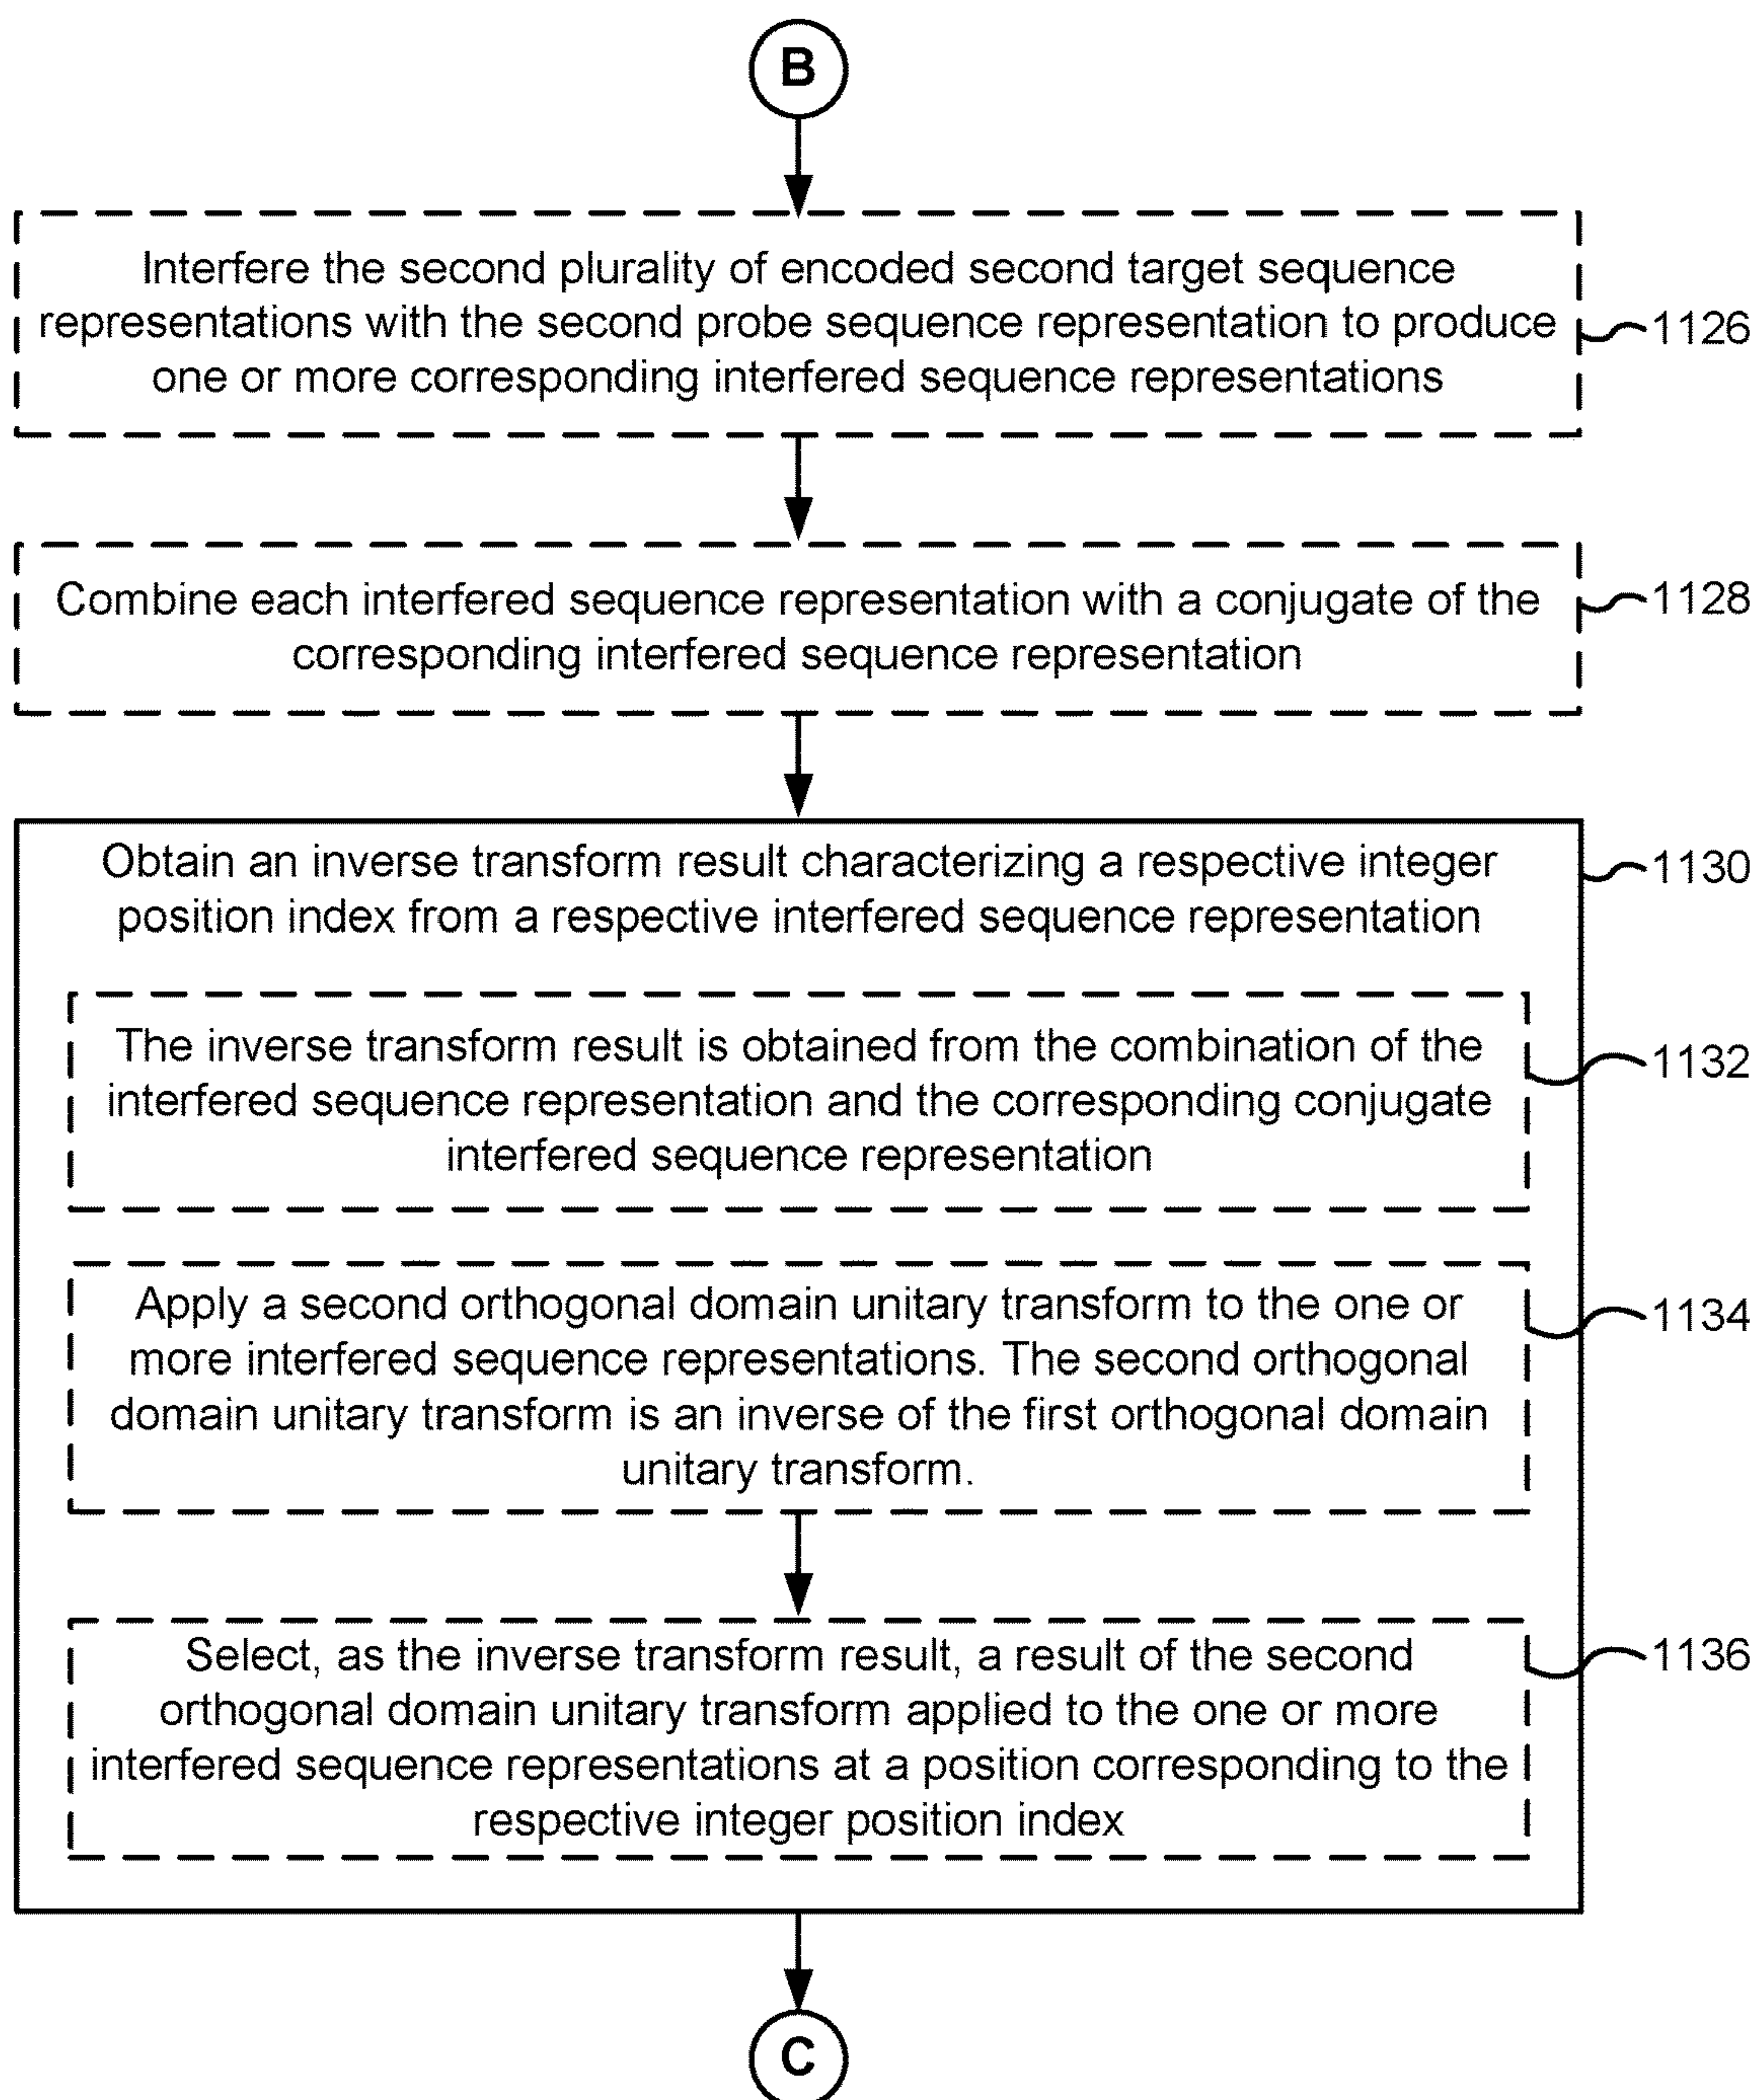 B
Interfere the second plurality of encoded second target sequence
representations with the second probe sequence representation to produce
one or more corresponding interfered sequence representations
1126
Combine each interfered sequence representation with a conjugate of the
corresponding interfered sequence representation
1128
Obtain an inverse transform result characterizing a respective integer
position index from a respective interfered sequence representation
1130
The inverse transform result is obtained from the combination of the
interfered sequence representation and the corresponding conjugate
interfered sequence representation
1132
Apply a second orthogonal domain unitary transform to the one or
more interfered sequence representations. The second orthogonal
domain unitary transform is an inverse of the first orthogonal domain
unitary transform.
1134
Select, as the inverse transform result, a result of the second
orthogonal domain unitary transform applied to the one or more
interfered sequence representations at a position corresponding to the
respective integer position index
1136
C